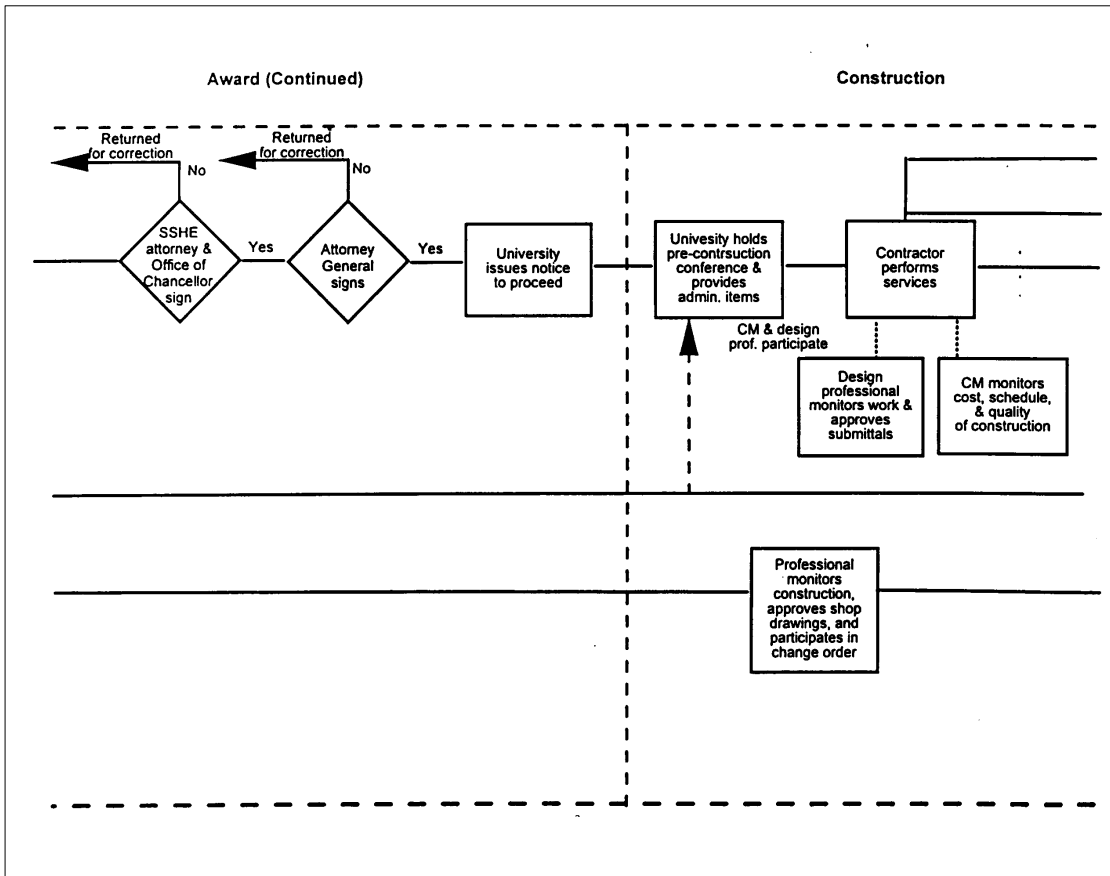 Award (Continued)
Construction
Returned
for correction
No
Returned
for correction
No
SSHE
attorney &
Office of
Chancellor
sign
Yes
Attorney
General
signs
Yes
University
issues notice
to proceed
Univesity holds
pre-contrsuction
conference &
provides
admin. items
Contractor
performs
services
CM & design
prof. participate
Design
professional
monitors work &
approves
submittals
CM monitors
cost, schedule,
& quality
of construction
Professional
monitors
construction,
approves shop
drawings, and
participates in
change order